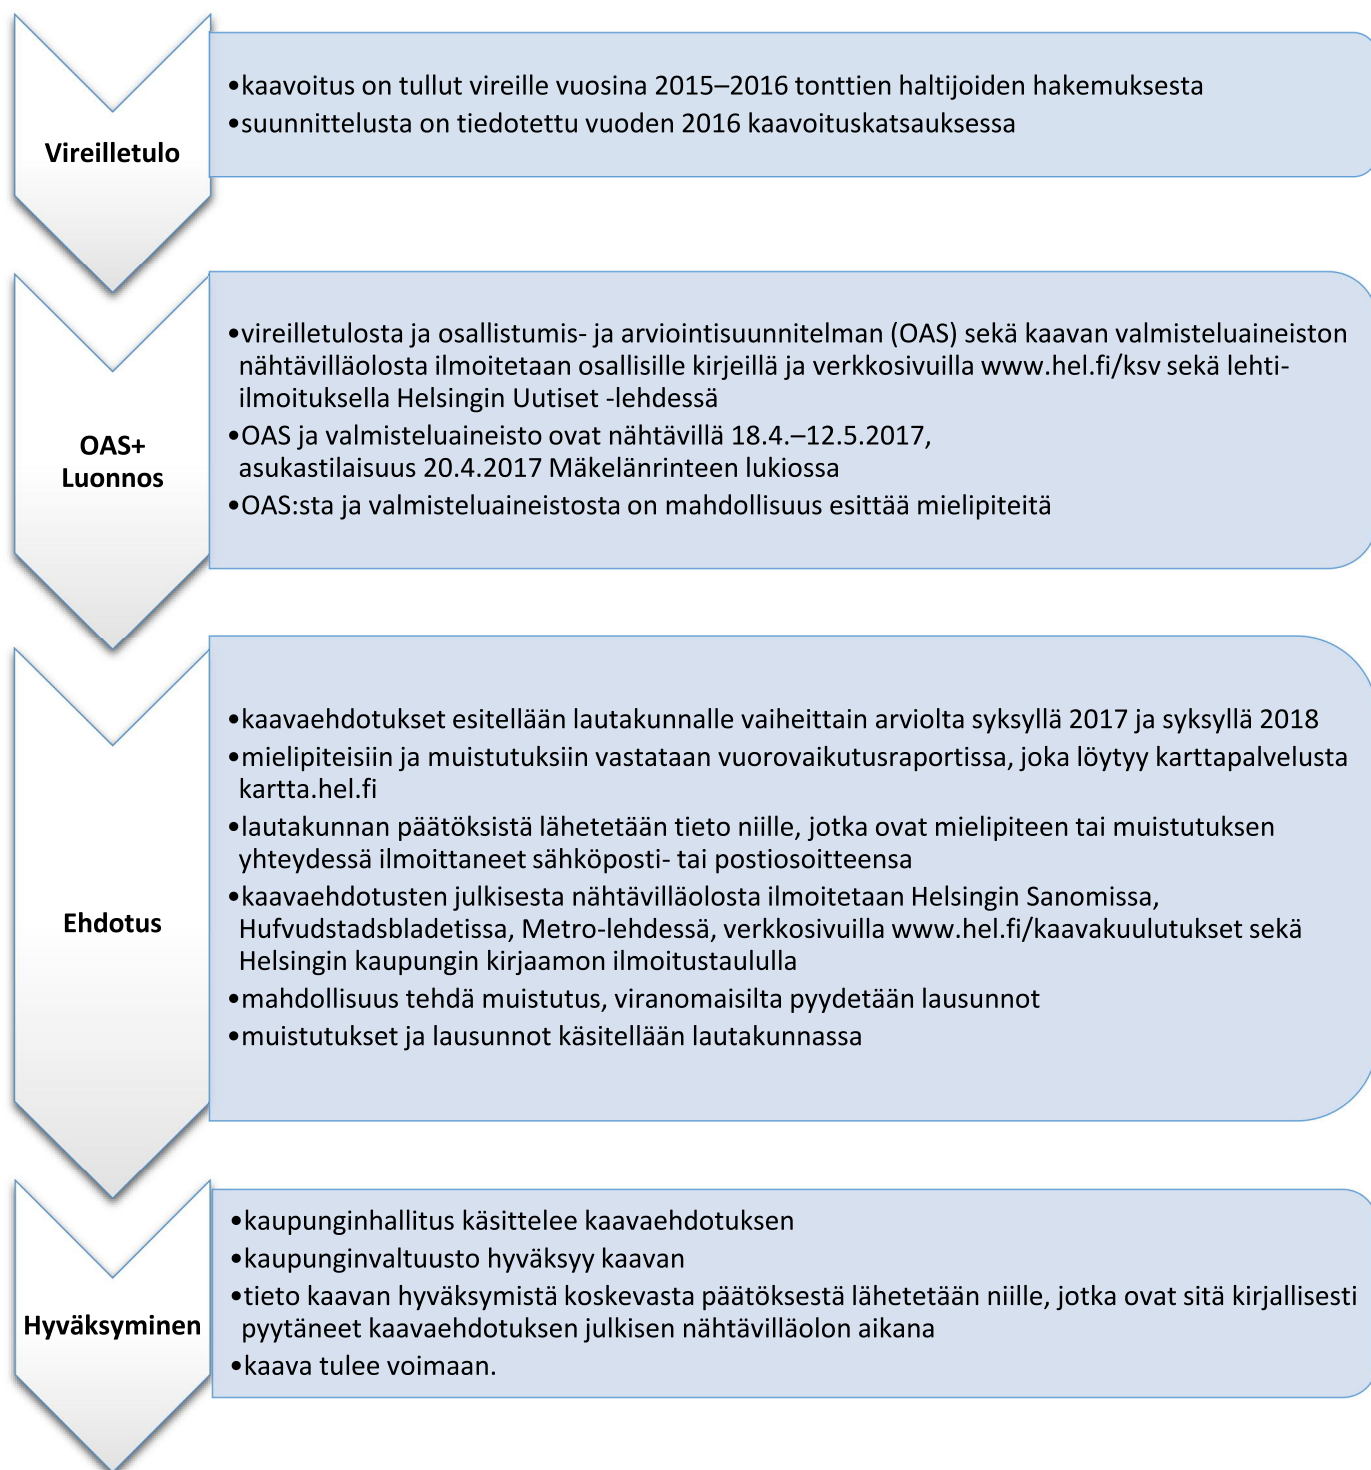 Vireilletulo
•kaavoitus on tullut vireille vuosina 2015–2016 tonttien haltijoiden hakemuksesta
•suunnittelusta on tiedotettu vuoden 2016 kaavoituskatsauksessa
OAS+
Luonnos
•vireilletulosta ja osallistumis- ja arviointisuunnitelman (OAS) sekä kaavan valmisteluaineiston
nähtävilläolosta ilmoitetaan osallisille kirjeillä ja verkkosivuilla www.hel.fi/ksv sekä lehti-
ilmoituksella Helsingin Uutiset -lehdessä
•OAS ja valmisteluaineisto ovat nähtävillä 18.4.–12.5.2017,
asukastilaisuus 20.4.2017 Mäkelänrinteen lukiossa
•OAS:sta ja valmisteluaineistosta on mahdollisuus esittää mielipiteitä
Ehdotus
•kaavaehdotukset esitellään lautakunnalle vaiheittain arviolta syksyllä 2017 ja syksyllä 2018
•mielipiteisiin ja muistutuksiin vastataan vuorovaikutusraportissa, joka löytyy karttapalvelusta
kartta.hel.fi
•lautakunnan päätöksistä lähetetään tieto niille, jotka ovat mielipiteen tai muistutuksen
yhteydessä ilmoittaneet sähköposti- tai postiosoitteensa
•kaavaehdotusten julkisesta nähtävilläolosta ilmoitetaan Helsingin Sanomissa,
Hufvudstadsbladetissa, Metro-lehdessä, verkkosivuilla www.hel.fi/kaavakuulutukset sekä
Helsingin kaupungin kirjaamon ilmoitustaululla
•mahdollisuus tehdä muistutus, viranomaisilta pyydetään lausunnot
•muistutukset ja lausunnot käsitellään lautakunnassa
Hyväksyminen
•kaupunginhallitus käsittelee kaavaehdotuksen
•kaupunginvaltuusto hyväksyy kaavan
•tieto kaavan hyväksymistä koskevasta päätöksestä lähetetään niille, jotka ovat sitä kirjallisesti
pyytäneet kaavaehdotuksen julkisen nähtävilläolon aikana
•kaava tulee voimaan.